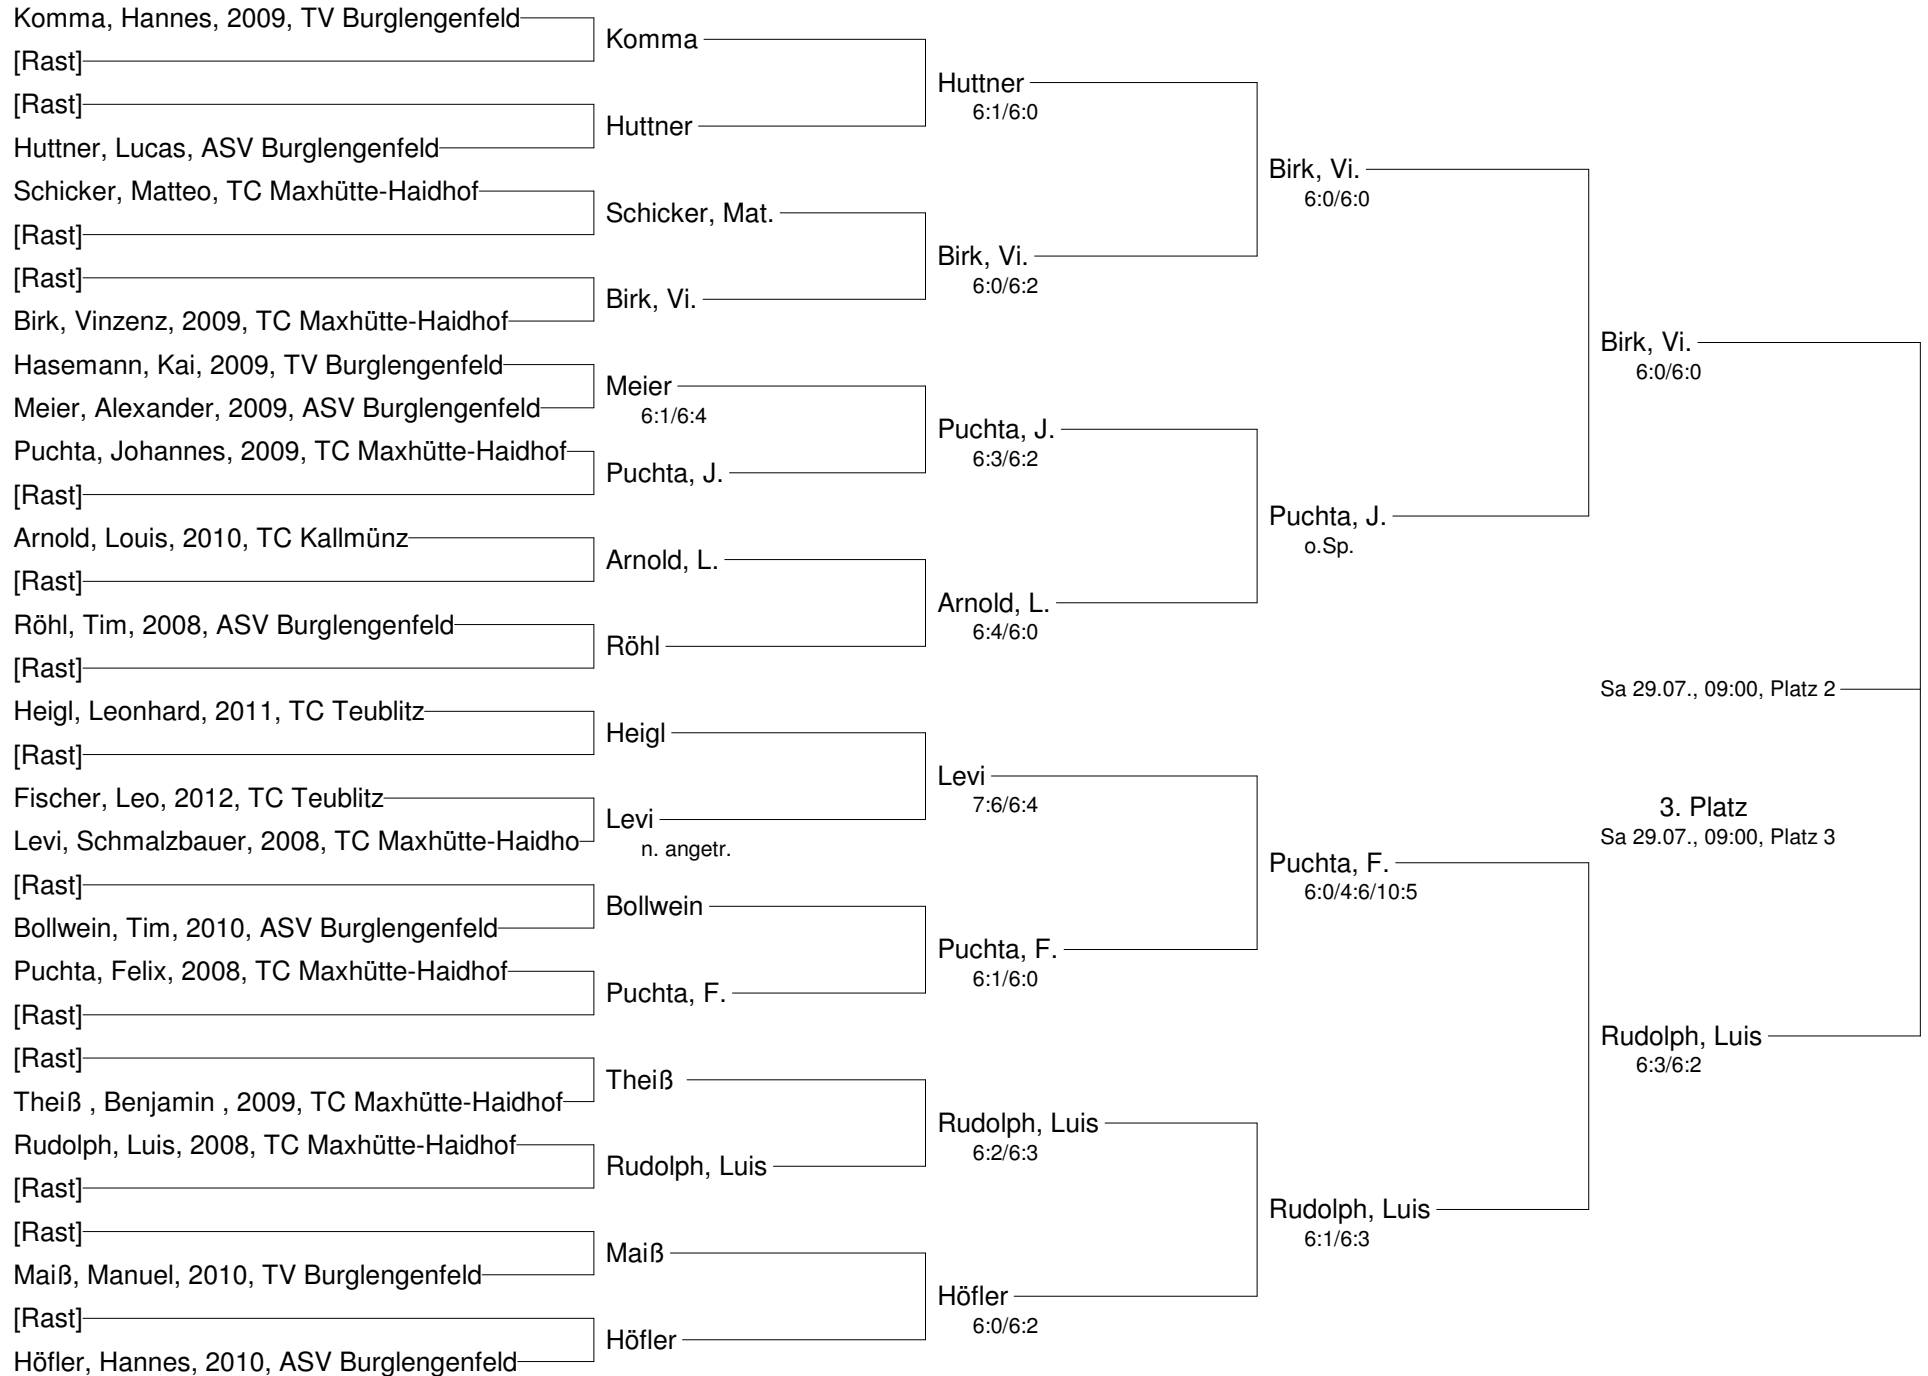 Komma, Hannes, 2009, TV Burglengenfeld
[Rast]
[Rast]
Huttner, Lucas, ASV Burglengenfeld
Schicker, Matteo, TC Maxhütte-Haidhof
[Rast]
[Rast]
Birk, Vinzenz, 2009, TC Maxhütte-Haidhof
Hasemann, Kai, 2009, TV Burglengenfeld
Meier, Alexander, 2009, ASV Burglengenfeld
Puchta, Johannes, 2009, TC Maxhütte-Haidhof
[Rast]
Arnold, Louis, 2010, TC Kallmünz
[Rast]
Röhl, Tim, 2008, ASV Burglengenfeld
[Rast]
Heigl, Leonhard, 2011, TC Teublitz
[Rast]
Fischer, Leo, 2012, TC Teublitz
Levi, Schmalzbauer, 2008, TC Maxhütte-Haidho
[Rast]
Bollwein, Tim, 2010, ASV Burglengenfeld
Puchta, Felix, 2008, TC Maxhütte-Haidhof
[Rast]
[Rast]
Theiß , Benjamin , 2009, TC Maxhütte-Haidhof
Rudolph, Luis, 2008, TC Maxhütte-Haidhof
[Rast]
[Rast]
Maiß, Manuel, 2010, TV Burglengenfeld
[Rast]
Höfler, Hannes, 2010, ASV Burglengenfeld
Komma
Huttner
Schicker, Mat.
Birk, Vi.
Meier
6:1/6:4
Puchta, J.
Arnold, L.
Röhl
Heigl
Levi
n. angetr.
Bollwein
Puchta, F.
Theiß
Rudolph, Luis
Maiß
Höfler
Huttner
6:1/6:0
Birk, Vi.
6:0/6:2
Puchta, J.
6:3/6:2
Arnold, L.
6:4/6:0
Levi
7:6/6:4
Puchta, F.
6:1/6:0
Rudolph, Luis
6:2/6:3
Höfler
6:0/6:2
Birk, Vi.
6:0/6:0
Puchta, J.
o.Sp.
Puchta, F.
6:0/4:6/10:5
Rudolph, Luis
6:1/6:3
Birk, Vi.
6:0/6:0
Sa 29.07., 09:00, Platz 2
3. Platz
Sa 29.07., 09:00, Platz 3
Rudolph, Luis
6:3/6:2